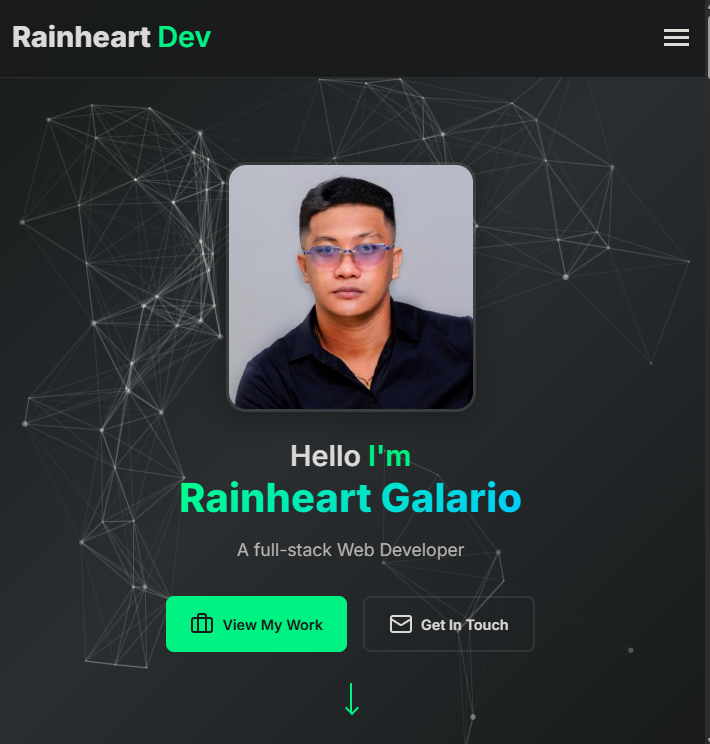 Rainheart Dev
Hello I'm
Rainheart Galario
A full-stack Web Developer
View My Work
Get In Touch